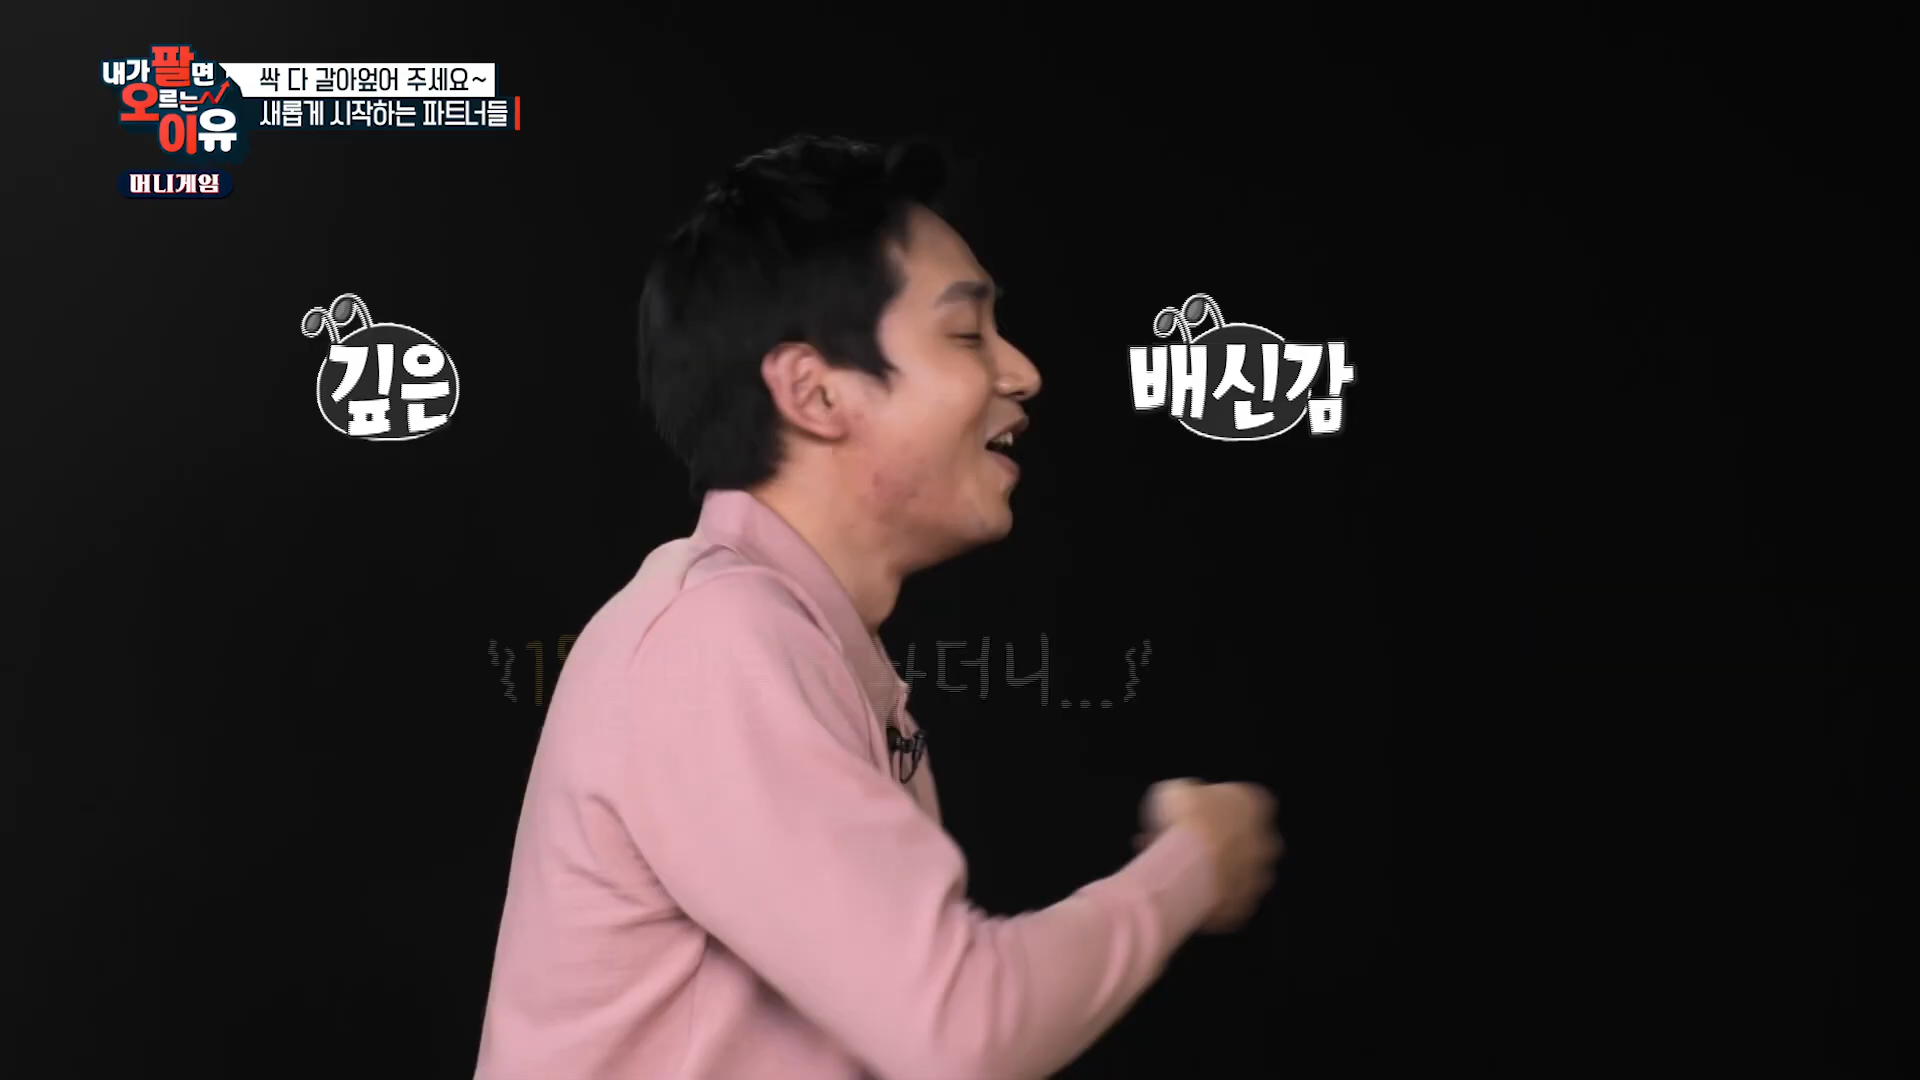 내가 팔면
오르는
이유
머니게임
싹 다 갈아엎어 주세요~
새롭게 시작하는 파트너들
깊은 배신감
더니...